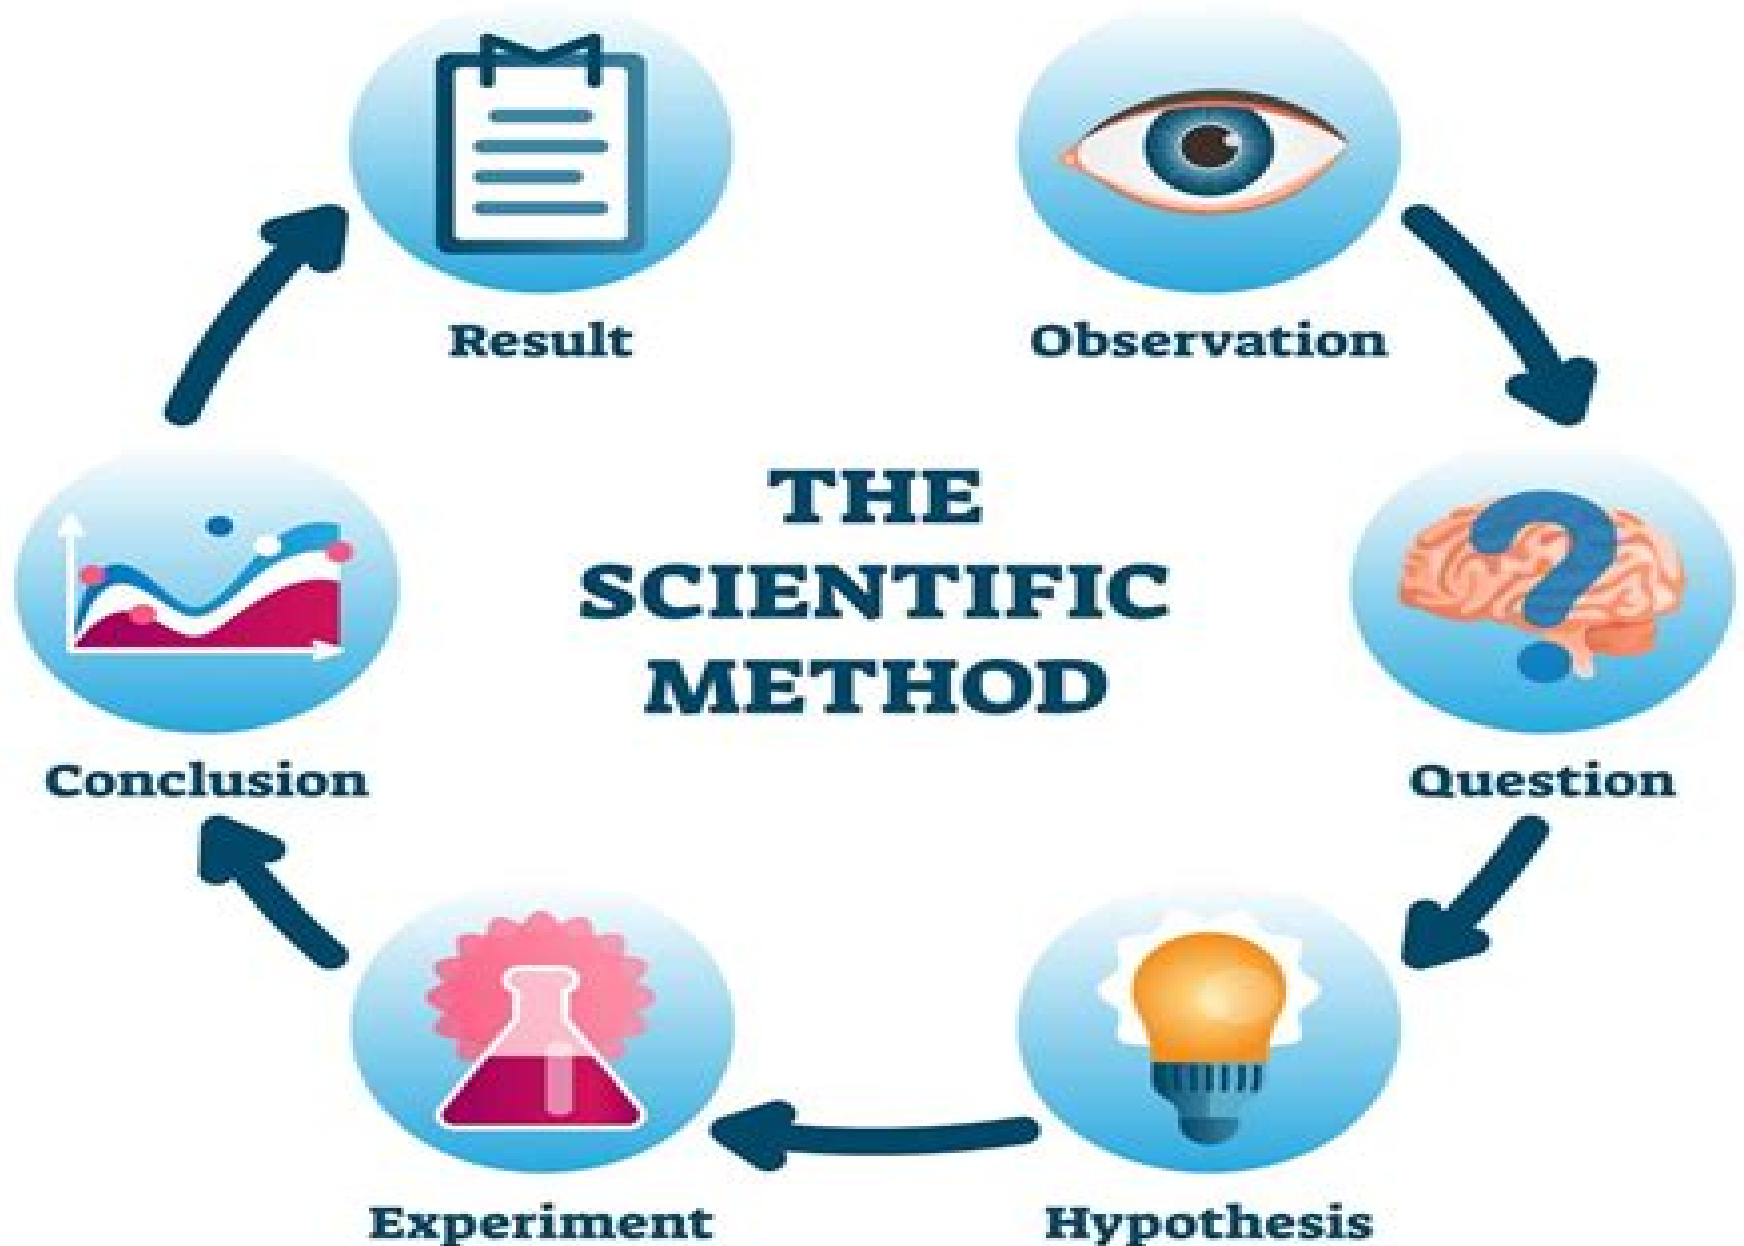 Result
Observation
THE
SCIENTIFIC
METHOD
Conclusion
Question
Experiment
Hypothesis